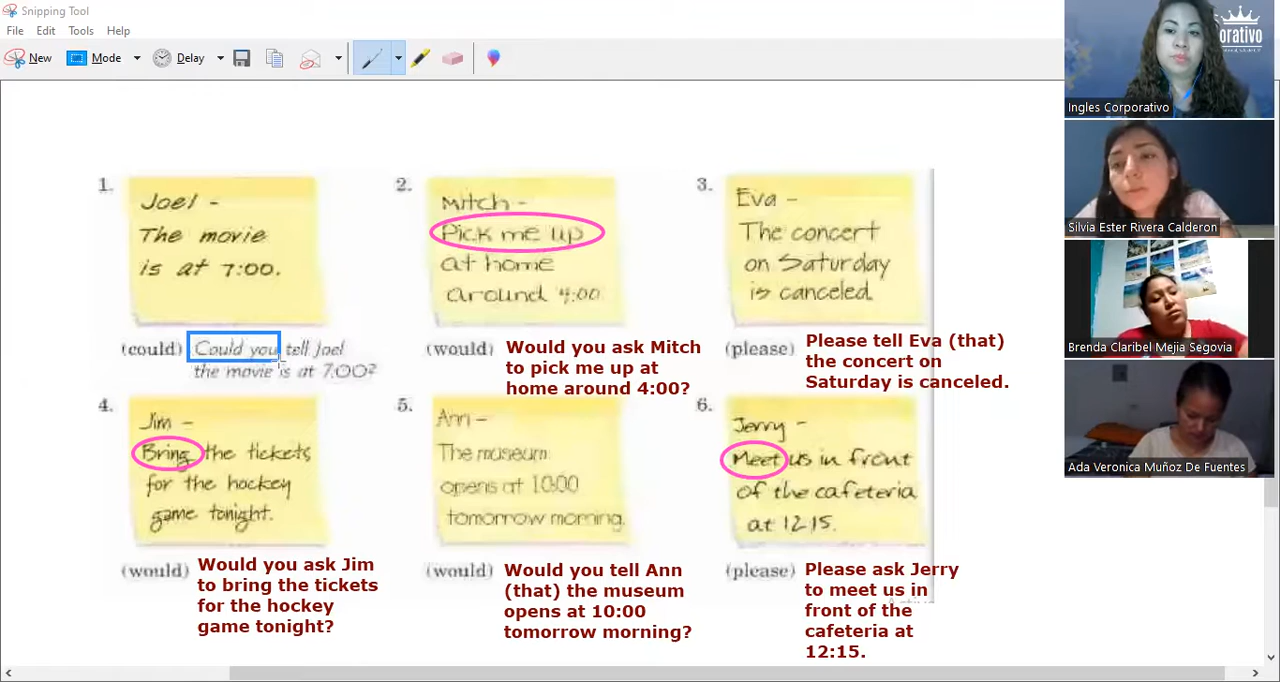 Snipping Tool
File Edit Tools Help
New Mode Delay
orativo
Ingles Corporativo
Silvia Ester Rivera Calderon
Brenda Claribel Mejia Segovia
Ada Veronica Muñoz De Fuentes
1.
Joel -
The movie
is at 7:00.
(could) Could you tell Joel
the movie is at 7:00?
2.
Mitch -
Pick me up
at home
around 4:00
(would) Would you ask Mitch
to pick me up at
home around 4:00?
3.
Eva -
The concert
on Saturday
is canceled.
(please) Please tell Eva (that)
the concert on
Saturday is canceled.
4.
Jim -
Bring the tickets
for the hockey
game tonight.
(would) Would you ask Jim
to bring the tickets
for the hockey
game tonight?
5.
Ann -
The museum
opens at 10:00
tomorrow morning.
(would) Would you tell Ann
(that) the museum
opens at 10:00
tomorrow morning?
6.
Jerry -
Meet us in front
of the cafeteria
at 12:15.
(please) Please ask Jerry
to meet us in
front of the
cafeteria at
12:15.